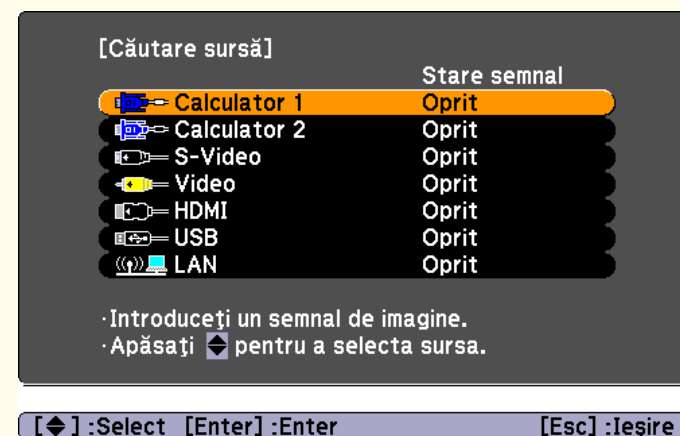 [Căutare sursă]
Stare semnal
Calculator 1 Oprit
Calculator 2 Oprit
S-Video Oprit
Video Oprit
HDMI Oprit
USB Oprit
LAN Oprit
·Introduceţi un semnal de imagine.
·Apăsaţi pentru a selecta sursa.
[◆] :Select [Enter] :Enter [Esc] :Ieşire